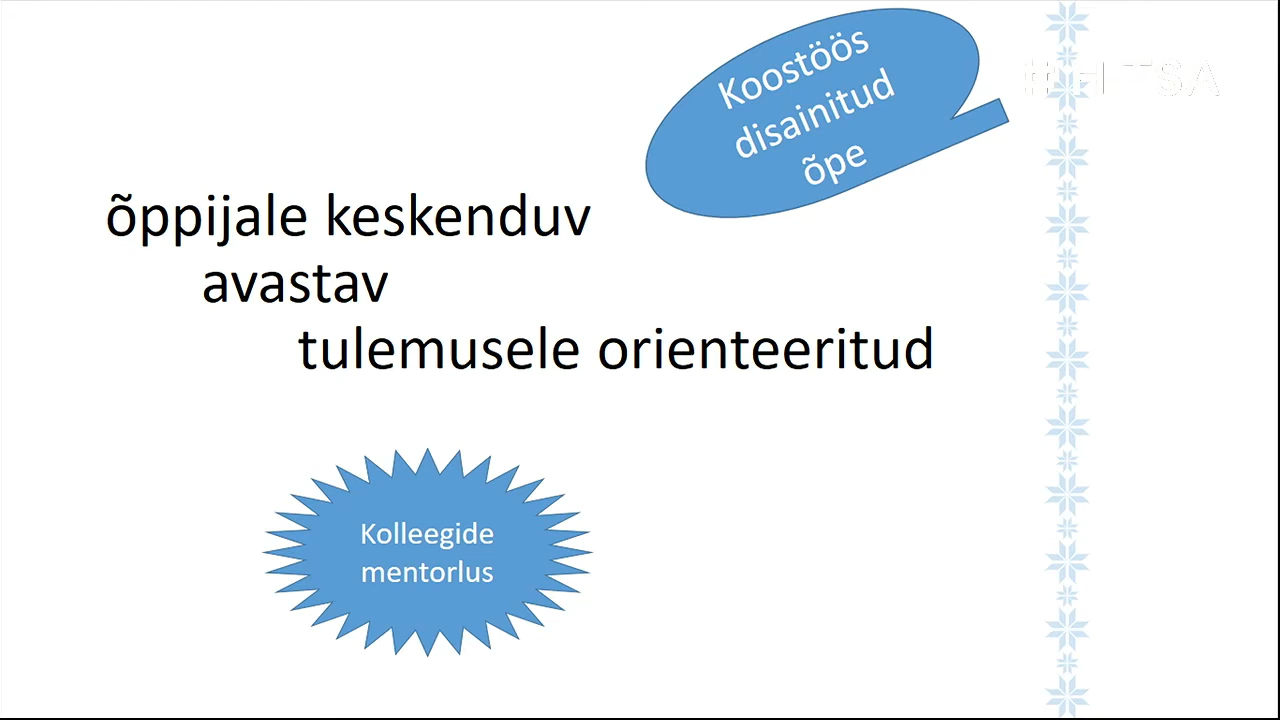 Koostöös
disainitud
õpe
õppijale keskenduv
avastav
tulemusele orienteeritud
Kolleegide
mentorlus